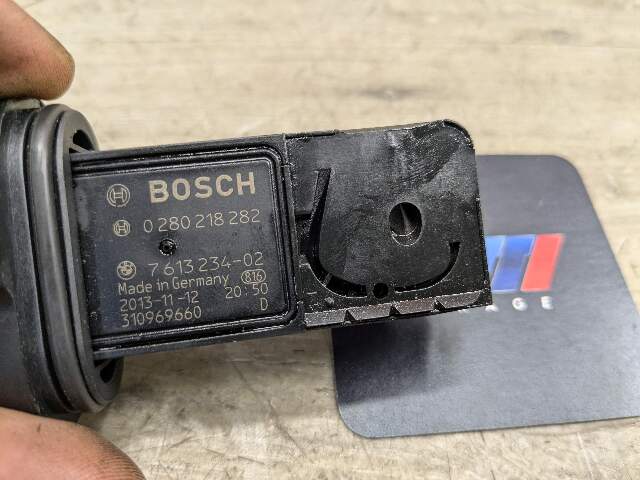 BOSCH
0 280 218 282
7 613 234-02
Made in Germany 816
2013-11-12 20:50
310969660 D